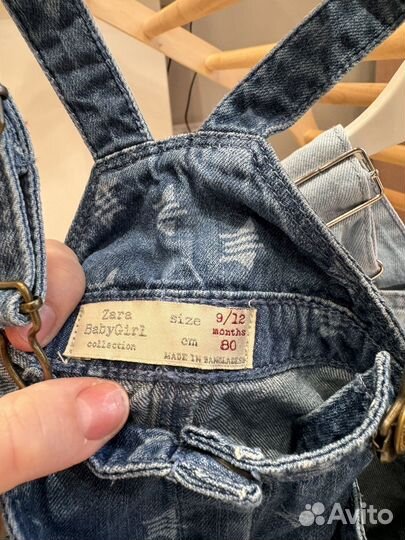 Zara
BabyGirl
collection
size 9/12
months
cm 80
MADE IN BANGLADESH
Avito